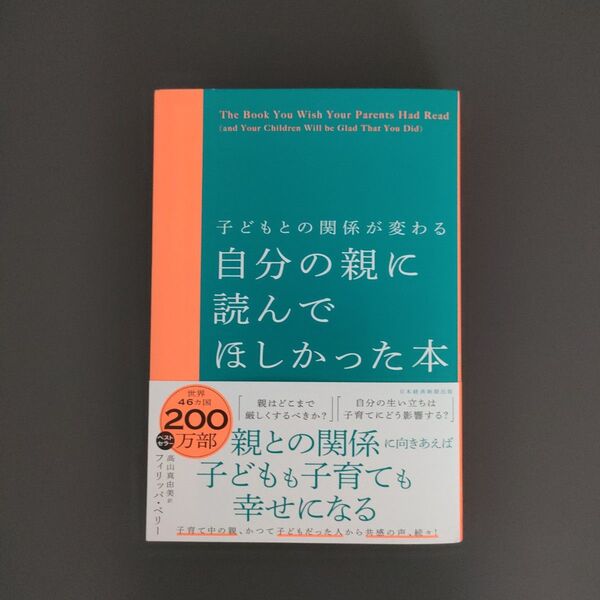 The Book You Wish Your Parents Had Read
(and Your Children Will be Glad That You Did)
子どもとの関係が変わる
自分の親に
読んで
ほしかった本
日本経済新聞出版
世界
46カ国
200
万部
ベスト
セラー
親はどこまで
厳しくするべきか?
自分の生い立ちは
子育てにどう影響する?
親との関係に向きあえば
子どもも子育ても
幸せになる
子育て中の親、かつて子どもだった人から共感の声、続々!
フィリッパ・ペリー
高山真由美 訳